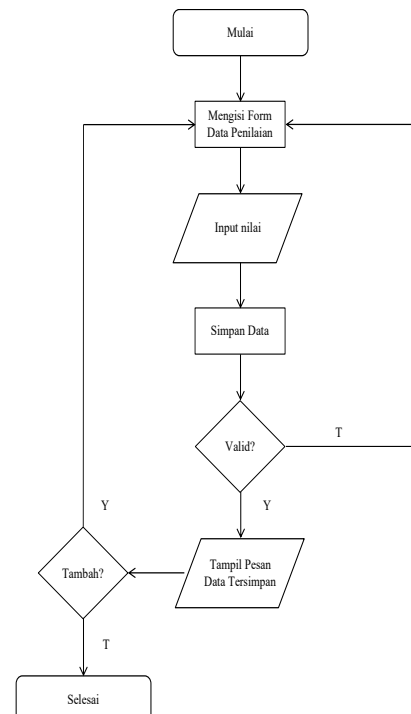 Mulai
Mengisi Form
Data Penilaian
Input nilai
Simpan Data
Valid?
T
Y
Tampil Pesan
Data Tersimpan
Tambah?
Y
T
Selesai